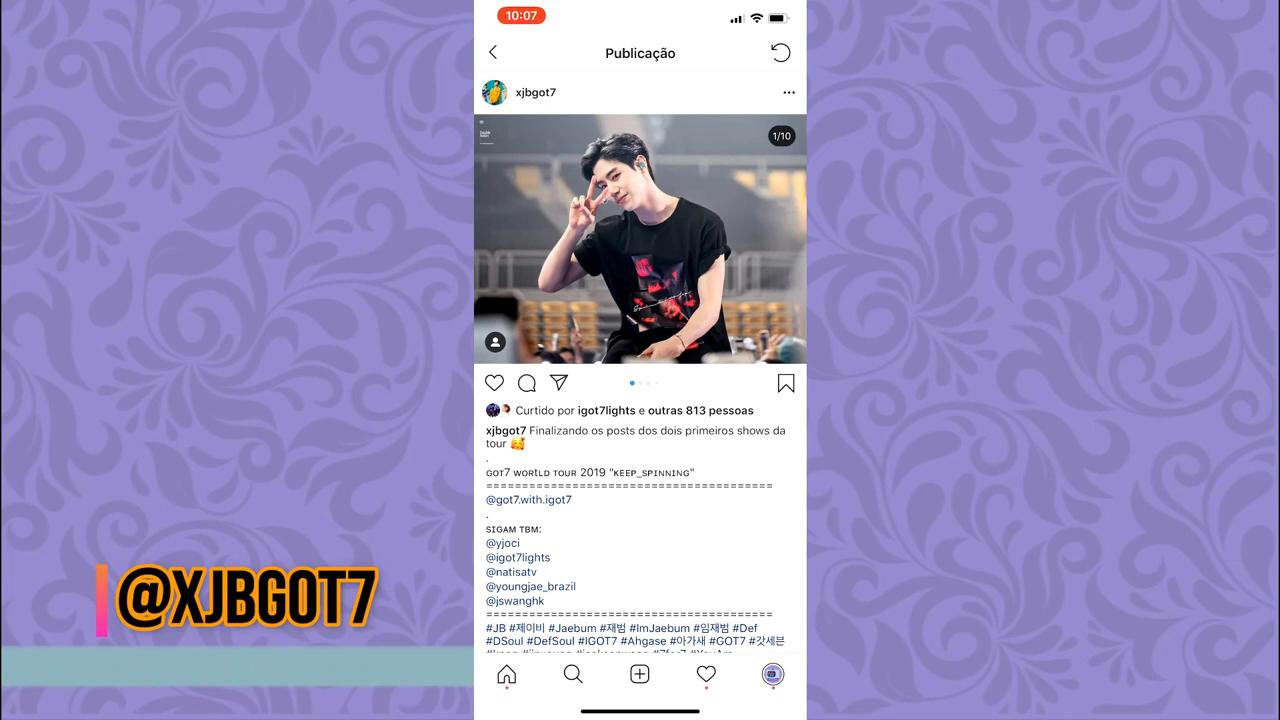 10:07
Publicação
xjbgot7
1/10
Curtido por igot7lights e outras 813 pessoas
xjbgot7 Finalizando os posts dos dois primeiros shows da
tour 🥰
.
GOT7 WORLD TOUR 2019 "KEEP_SPINNING"
========================================
@got7.with.igot7
.
SIGAM TBM:
@yjoci
@igot7lights
@natisatv
@youngjae_brazil
@jswanghk
========================================
#JB #제이비 #Jaebum #재범 #ImJaebum #임재범 #Def
#DSoul #DefSoul #IGOT7 #Ahgase #아가새 #GOT7 #갓세븐
@XJBGOT7